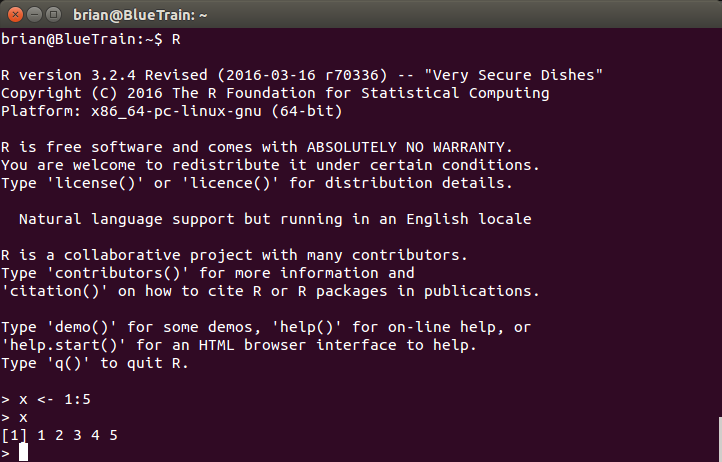 brian@BlueTrain: ~
brian@BlueTrain:~$ R
R version 3.2.4 Revised (2016-03-16 r70336) -- "Very Secure Dishes"
Copyright (C) 2016 The R Foundation for Statistical Computing
Platform: x86_64-pc-linux-gnu (64-bit)
R is free software and comes with ABSOLUTELY NO WARRANTY.
You are welcome to redistribute it under certain conditions.
Type 'license()' or 'licence()' for distribution details.
Natural language support but running in an English locale
R is a collaborative project with many contributors.
Type 'contributors()' for more information and
'citation()' on how to cite R or R packages in publications.
Type 'demo()' for some demos, 'help()' for on-line help, or
'help.start()' for an HTML browser interface to help.
Type 'q()' to quit R.
> x <- 1:5
> x
[1] 1 2 3 4 5
>